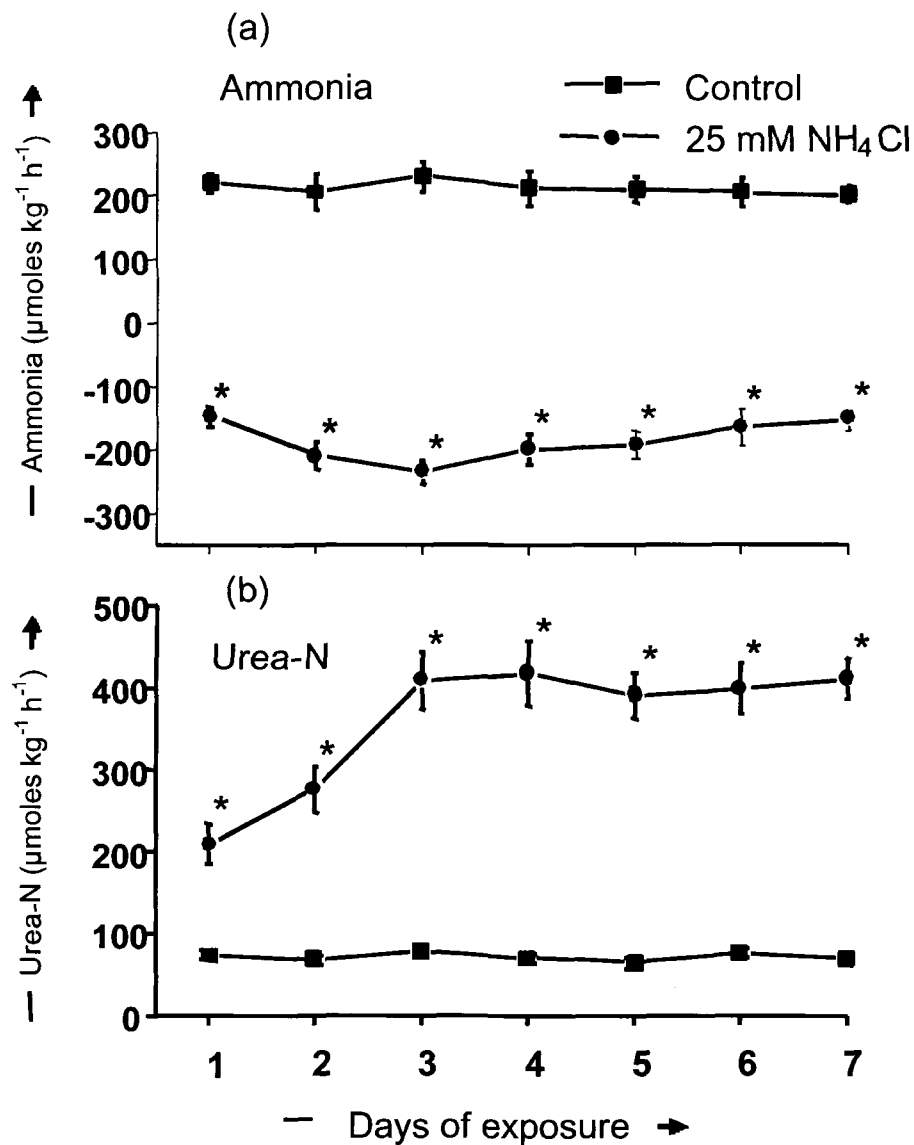 (a)
Ammonia
Control
25 mM NH₄Cl
— Ammonia (µmoles kg⁻¹ h⁻¹) →
300
200
100
0
-100
-200
-300
* * * * * * *
(b)
Urea-N
— Urea-N (µmoles kg⁻¹ h⁻¹) →
500
400
300
200
100
0
* * * * * * *
1 2 3 4 5 6 7
— Days of exposure →